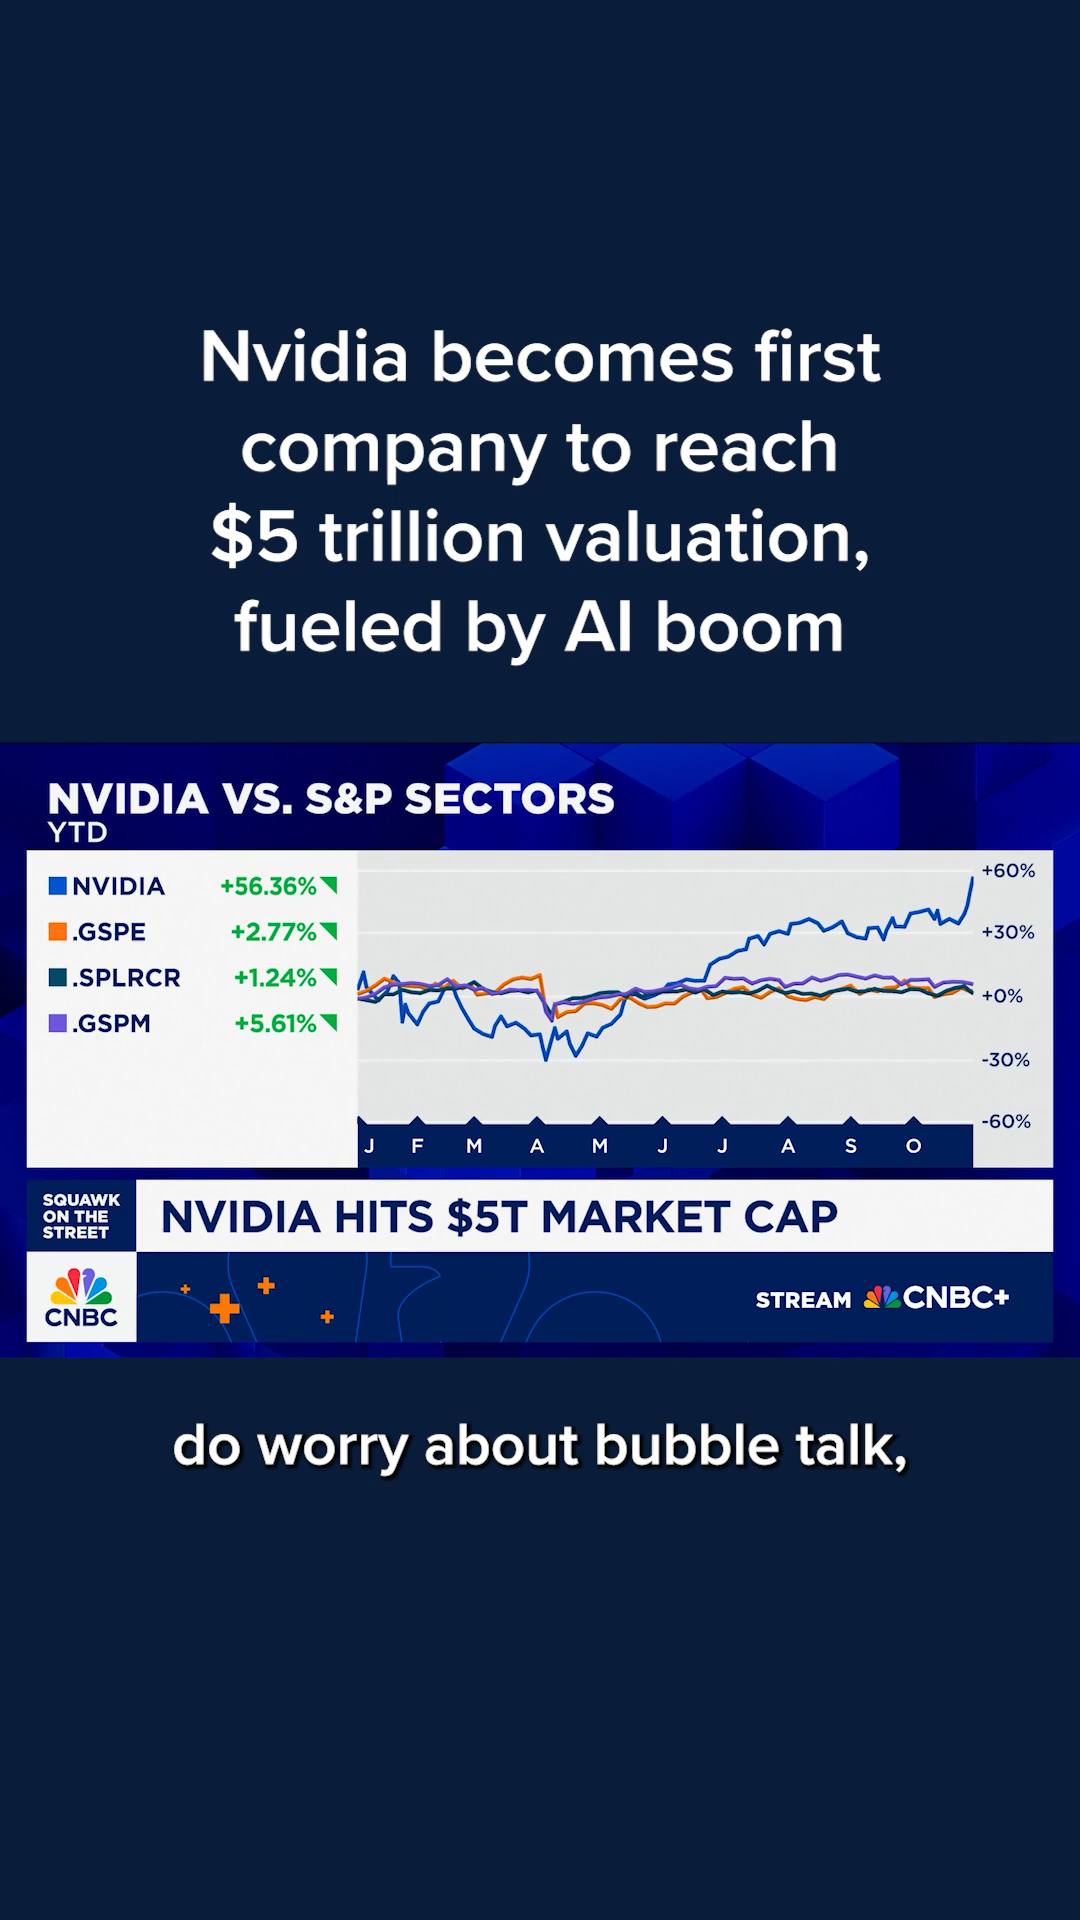 Nvidia becomes first
company to reach
$5 trillion valuation,
fueled by AI boom
NVIDIA VS. S&P SECTORS
YTD
NVIDIA +56.36%
.GSPE +2.77%
.SPLRCR +1.24%
.GSPM +5.61%
+60%
+30%
+0%
-30%
-60%
J F M A M J J A S O
SQUAWK
ON THE
STREET
NVIDIA HITS $5T MARKET CAP
CNBC
STREAM CNBC+
do worry about bubble talk,